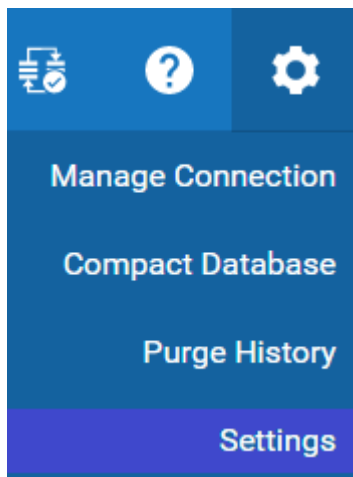 Manage Connection
Compact Database
Purge History
Settings